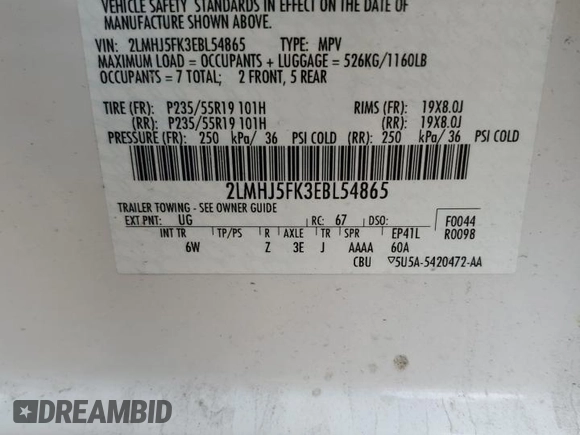 VEHICLE SAFETY STANDARDS IN EFFECT ON THE DATE OF
MANUFACTURE SHOWN ABOVE.
VIN: 2LMHJ5FK3EBL54865 TYPE: MPV
MAXIMUM LOAD = OCCUPANTS + LUGGAGE = 526KG/1160LB
OCCUPANTS = 7 TOTAL; 2 FRONT, 5 REAR
TIRE (FR): P235/55R19 101H RIMS (FR): 19X8.0J
(RR): P235/55R19 101H (RR): 19X8.0J
PRESSURE (FR): 250 kPa/ 36 PSI COLD (RR): 250 kPa/ 36 PSI COLD
2LMHJ5FK3EBL54865
TRAILER TOWING - SEE OWNER GUIDE
EXT.PNT: UG RC: 67 DSO: F0044
INT TR TP/PS R AXLE TR SPR EP41L R0098
6W Z 3E J AAAA 60A
CBU ▽5U5A-5420472-AA
DREAMBID